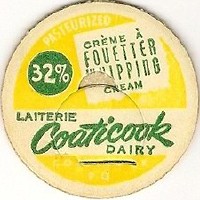 PASTEURIZED
32%
CRÈME À
FOUETTER
WHIPPING
CREAM
LAITERIE
Coaticook
DAIRY
P.Q.